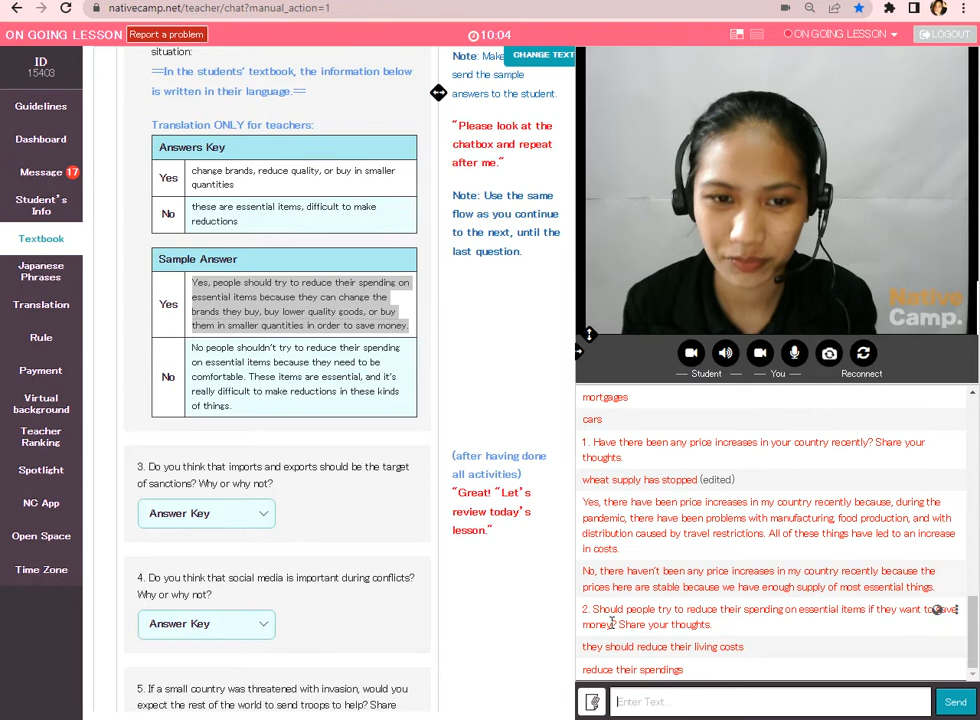 nativecamp.net/teacher/chat?manual_action=1
ON GOING LESSON
Report a problem
10:04
ON GOING LESSON
LOGOUT
ID
15403
Guidelines
Dashboard
Message 17
Student's
Info
Textbook
Japanese
Phrases
Translation
Rule
Payment
Virtual
background
Teacher
Ranking
Spotlight
NC App
Open Space
Time Zone
situation:
==In the students' textbook, the information below
is written in their language.==
Translation ONLY for teachers:
Answers Key
Yes
change brands, reduce quality, or buy in smaller
quantities
No
these are essential items, difficult to make
reductions
Sample Answer
Yes
Yes, people should try to reduce their spending on
essential items because they can change the
brands they buy, buy lower quality goods, or buy
them in smaller quantities in order to save money.
No
No people shouldn't try to reduce their spending
on essential items because they need to be
comfortable. These items are essential, and it's
really difficult to make reductions in these kinds
of things.
3. Do you think that imports and exports should be the target
of sanctions? Why or why not?
Answer Key
4. Do you think that social media is important during conflicts?
Why or why not?
Answer Key
5. If a small country was threatened with invasion, would you
expect the rest of the world to send troops to help? Share
Note: Make
CHANGE TEXT
send the sample
answers to the student.
"Please look at the
chatbox and repeat
after me."
Note: Use the same
flow as you continue
to the next, until the
last question.
(after having done
all activities)
"Great! "Let's
review today's
lesson."
Native
Camp.
Student
You
Reconnect
mortgages
cars
1. Have there been any price increases in your country recently? Share your
thoughts.
wheat supply has stopped (edited)
Yes, there have been price increases in my country recently because, during the
pandemic, there have been problems with manufacturing, food production, and with
distribution caused by travel restrictions. All of these things have led to an increase
in costs.
No, there haven't been any price increases in my country recently because the
prices here are stable because we have enough supply of most essential things.
2. Should people try to reduce their spending on essential items if they want to save
money? Share your thoughts.
they should reduce their living costs
reduce their spendings
Enter Text...
Send